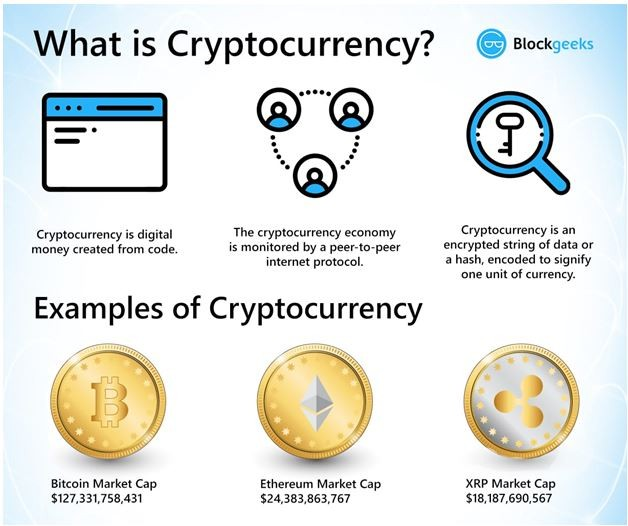 What is Cryptocurrency?
Blockgeeks
Cryptocurrency is digital
money created from code.
The cryptocurrency economy
is monitored by a peer-to-peer
internet protocol.
Cryptocurrency is an
encrypted string of data or
a hash, encoded to signify
one unit of currency.
Examples of Cryptocurrency
Bitcoin Market Cap
$127,331,758,431
Ethereum Market Cap
$24,383,863,767
XRP Market Cap
$18,187,690,567